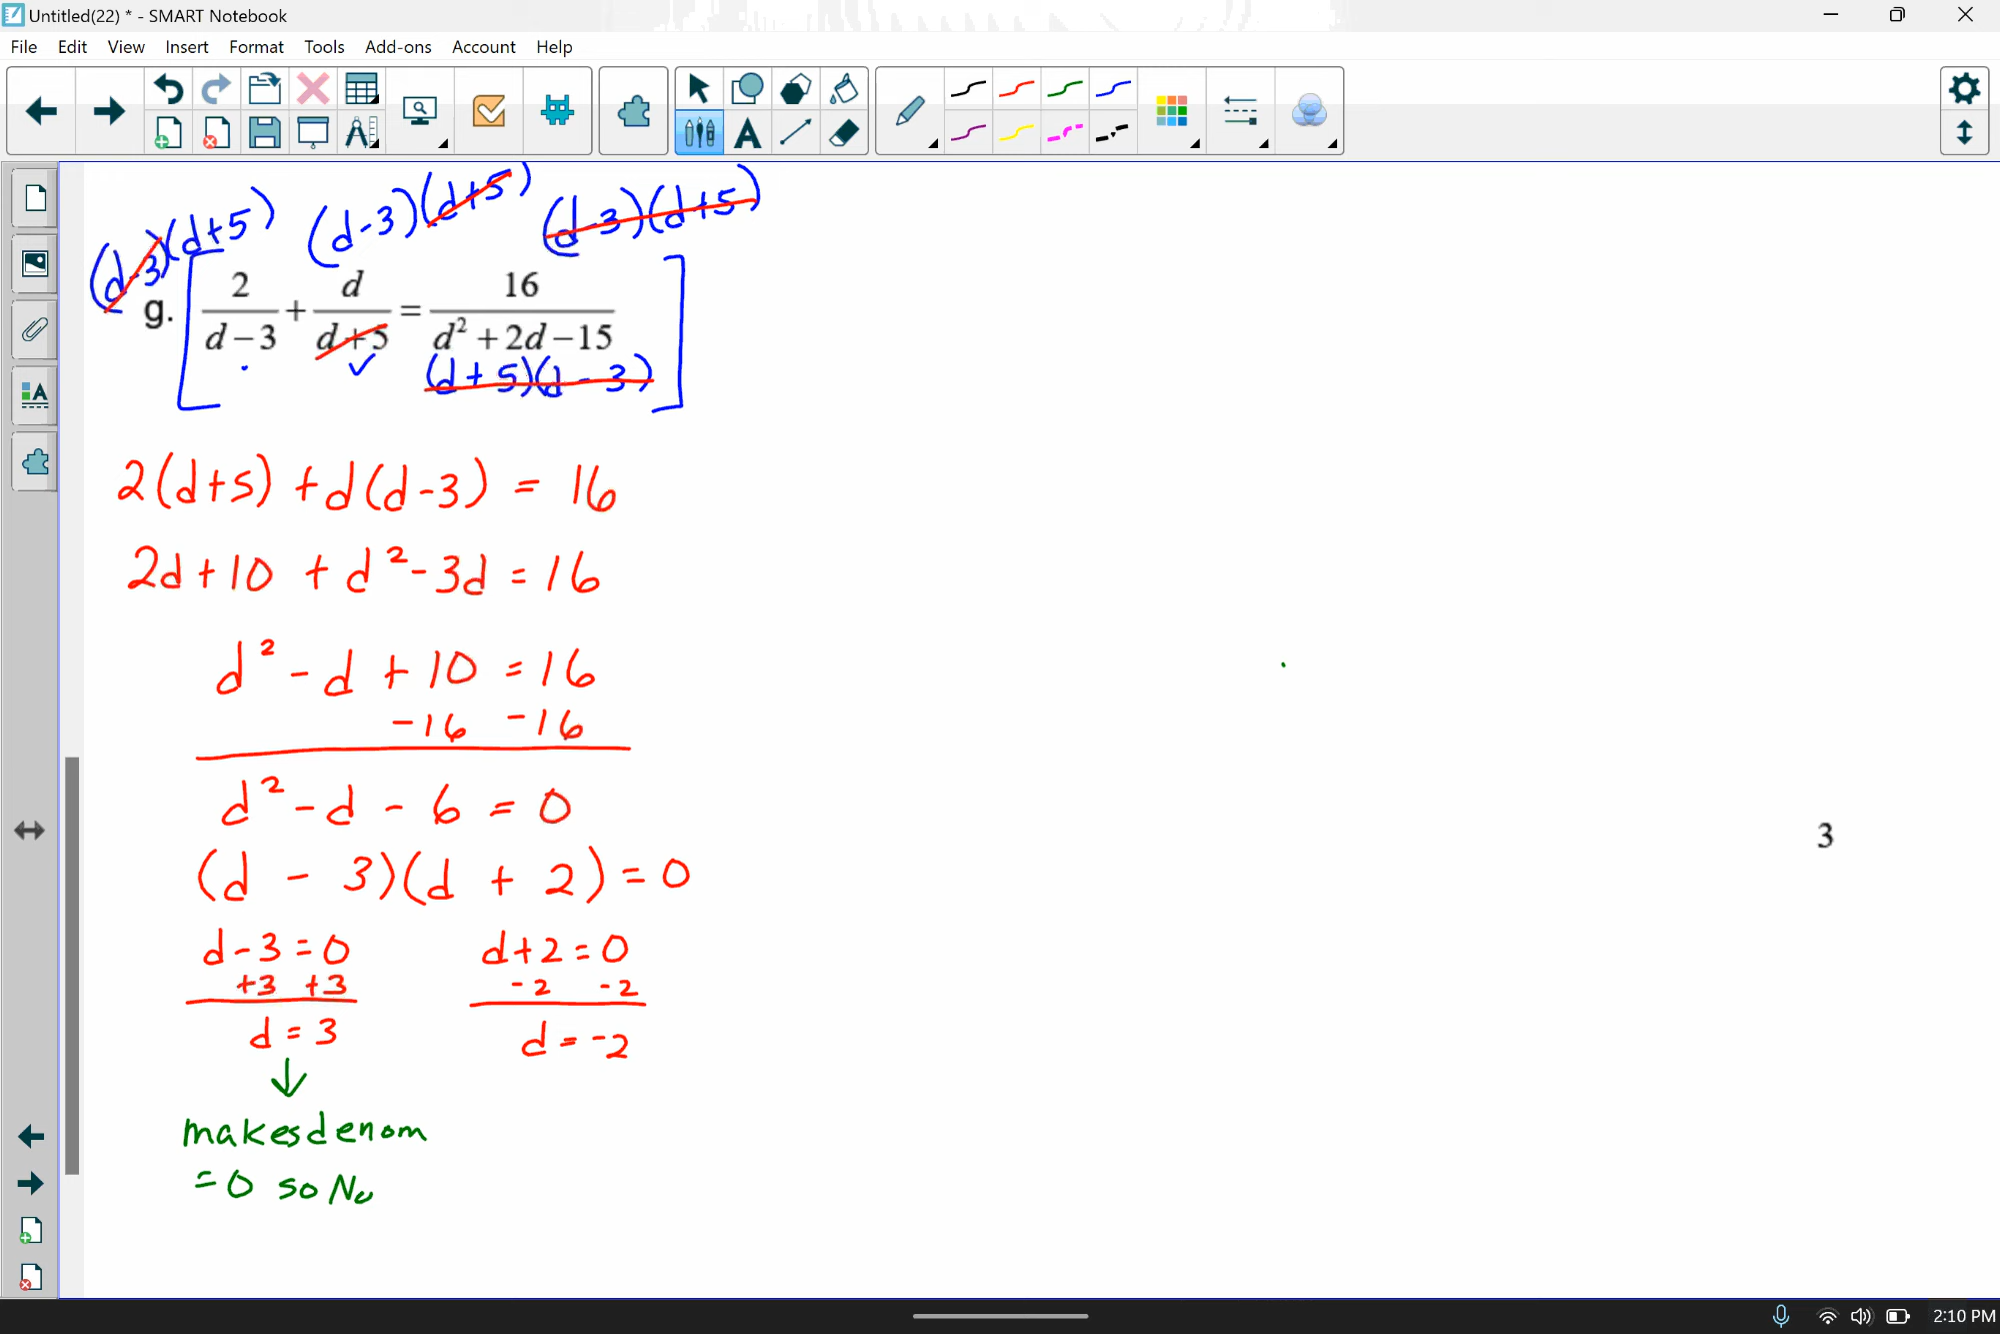 Untitled(22) * - SMART Notebook
File Edit View Insert Format Tools Add-ons Account Help
(d-3)(d+5) (d-3)(d+5) (d-3)(d+5)
g. [2/(d-3) + d/(d+5) = 16/(d²+2d-15)]
(d+5)(d-3)
2(d+5) + d(d-3) = 16
2d+10 + d²-3d = 16
d² - d + 10 = 16
-16 -16
d² - d - 6 = 0
(d - 3)(d + 2) = 0
d-3=0 d+2=0
+3 +3 -2 -2
d = 3 d = -2
↓
makes denom
=0 so No
3
2:10 PM